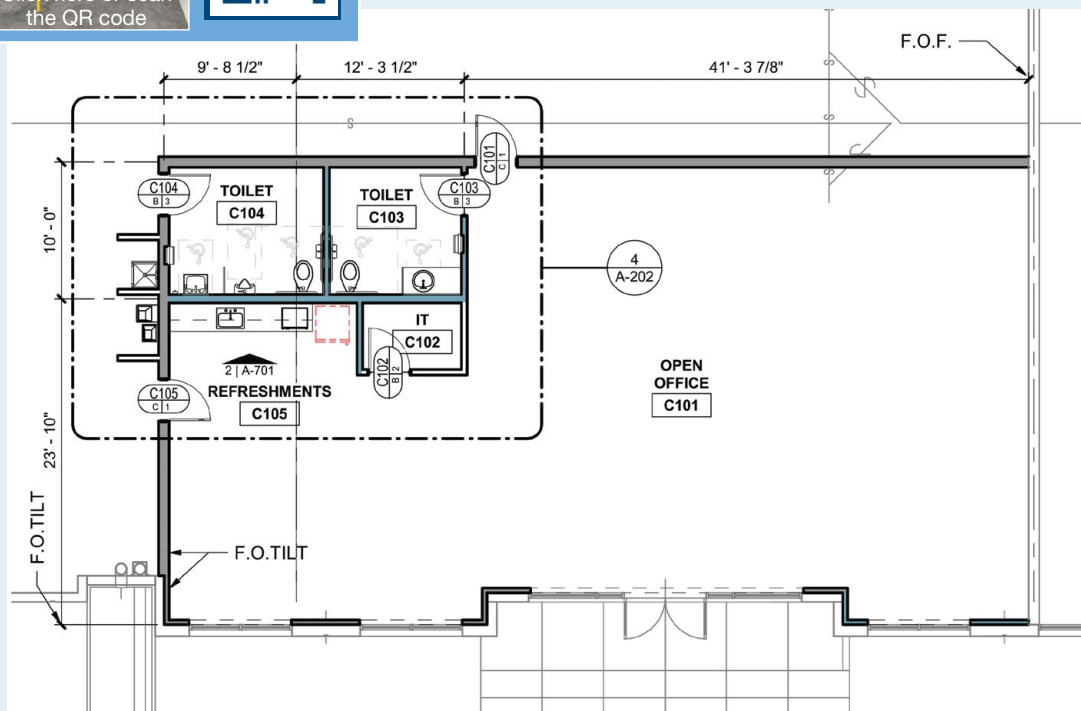 the QR code
F.O.F.
9' - 8 1/2"
12' - 3 1/2"
41' - 3 7/8"
S
S
S
S
S
C101
C 1
C104
B 3
TOILET
C104
TOILET
C103
C103
B 3
10' - 0"
4
A-202
IT
C102
C102
B 2
2 | A-701
REFRESHMENTS
C105
C105
C 1
OPEN
OFFICE
C101
23' - 10"
F.O.TILT
F.O.TILT